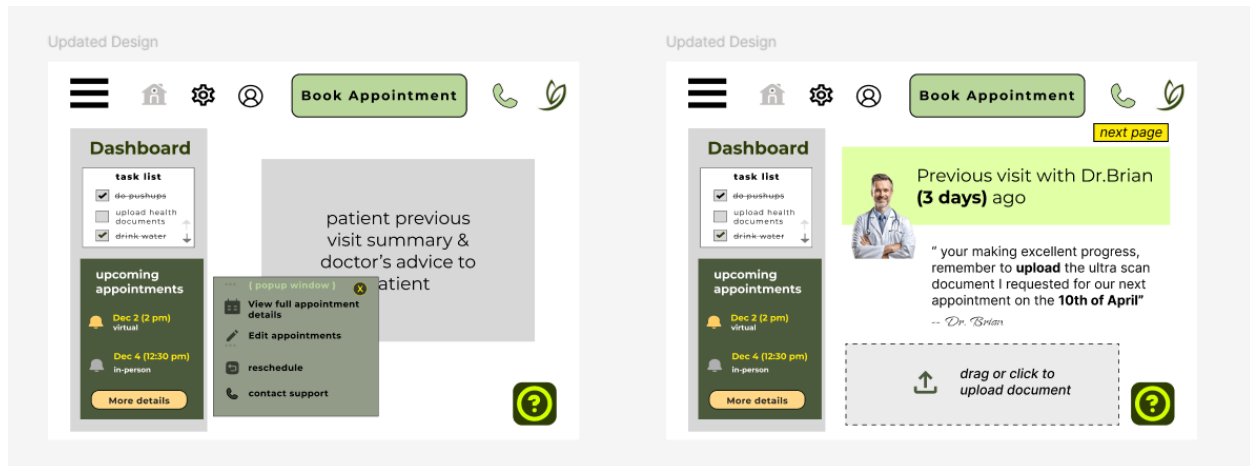 Updated Design
Book Appointment
Dashboard
task list
do pushups
upload health
documents
drink water
upcoming
appointments
Dec 2 (2 pm)
virtual
Dec 4 (12:30 pm)
in-person
More details
patient previous
visit summary &
doctor's advice to
atient
... ( popup window ) X
View full appointment
details
Edit appointments
...
reschedule
contact support
?
Updated Design
Book Appointment
next page
Dashboard
task list
do pushups
upload health
documents
drink water
upcoming
appointments
Dec 2 (2 pm)
virtual
Dec 4 (12:30 pm)
in-person
More details
Previous visit with Dr.Brian
(3 days) ago
“ your making excellent progress,
remember to upload the ultra scan
document I requested for our next
appointment on the 10th of April”
-- Dr. Brian
drag or click to
upload document
?